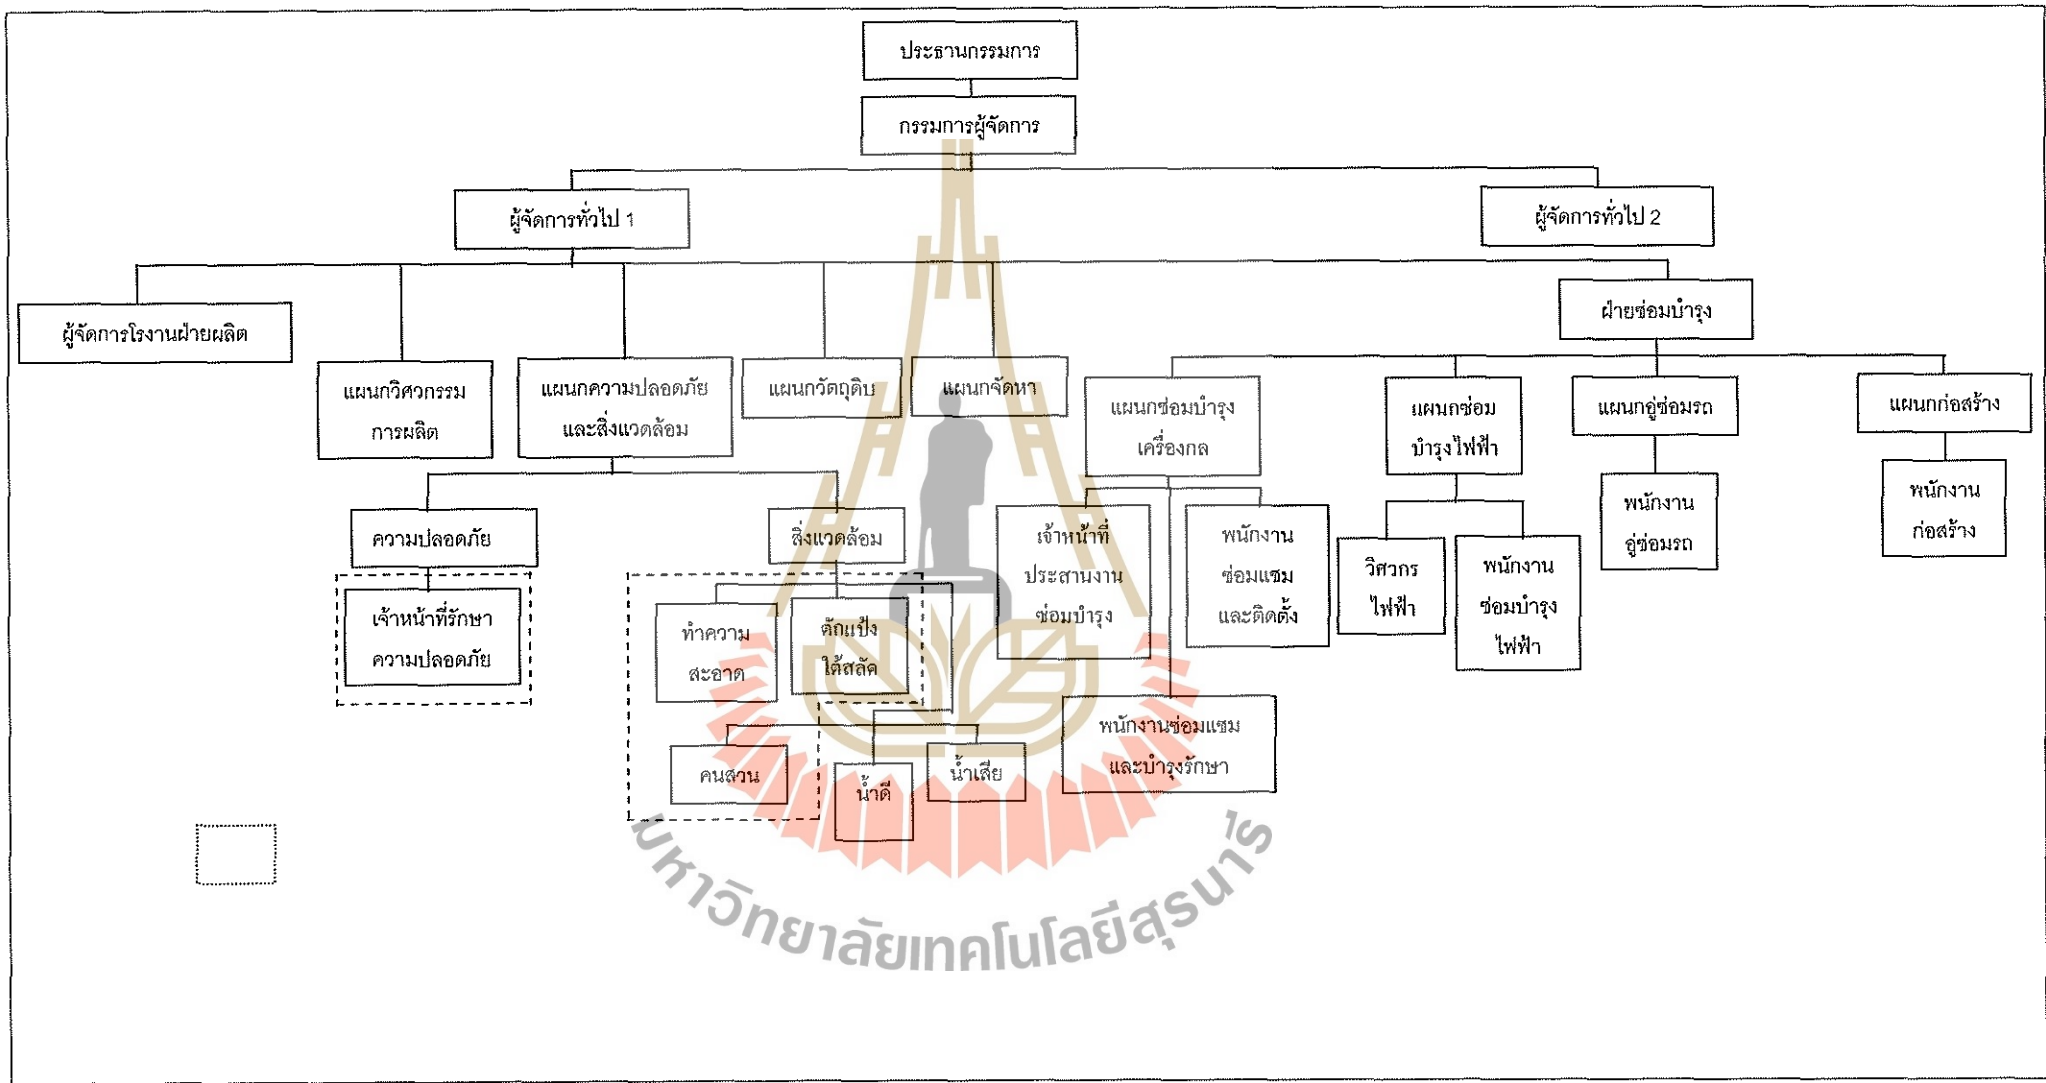 ประธานกรรมการ
กรรมการผู้จัดการ
ผู้จัดการทั่วไป 1
ผู้จัดการทั่วไป 2
ผู้จัดการโรงานฝ่ายผลิต
ฝ่ายซ่อมบำรุง
แผนกวิศวกรรม
การผลิต
แผนกความปลอดภัย
และสิ่งแวดล้อม
แผนกวัตถุดิบ
แผนกจัดหา
แผนกซ่อมบำรุง
เครื่องกล
แผนกซ่อม
บำรุงไฟฟ้า
แผนกอู่ซ่อมรถ
แผนกก่อสร้าง
ความปลอดภัย
สิ่งแวดล้อม
เจ้าหน้าที่
ประสานงาน
ซ่อมบำรุง
พนักงาน
ซ่อมแซม
และติดตั้ง
วิศวกร
ไฟฟ้า
พนักงาน
ซ่อมบำรุง
ไฟฟ้า
พนักงาน
อู่ซ่อมรถ
พนักงาน
ก่อสร้าง
เจ้าหน้าที่รักษา
ความปลอดภัย
ทำความ
สะอาด
ตักแป้ง
ใต้สลัด
พนักงานซ่อมแซม
และบำรุงรักษา
คนสวน
น้ำดี
น้ำเสีย
มหาวิทยาลัยเทคโนโลยีสุรนารี